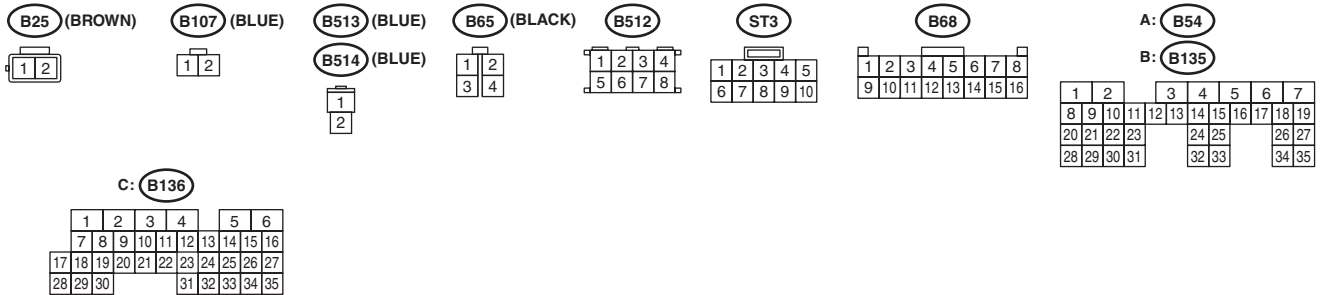 B25 (BROWN) B107 (BLUE) B513 (BLUE) B65 (BLACK) B512 ST3 B68 A: B54
B514 (BLUE) B: B135
1 2
1 2
1
2
1 2
3 4
1 2 3 4
5 6 7 8
1 2 3 4 5
6 7 8 9 10
1 2 3 4 5 6 7 8
9 10 11 12 13 14 15 16
1 2 3 4 5 6 7
8 9 10 11 12 13 14 15 16 17 18 19
20 21 22 23 24 25 26 27
28 29 30 31 32 33 34 35
C: B136
1 2 3 4 5 6
7 8 9 10 11 12 13 14 15 16
17 18 19 20 21 22 23 24 25 26 27
28 29 30 31 32 33 34 35